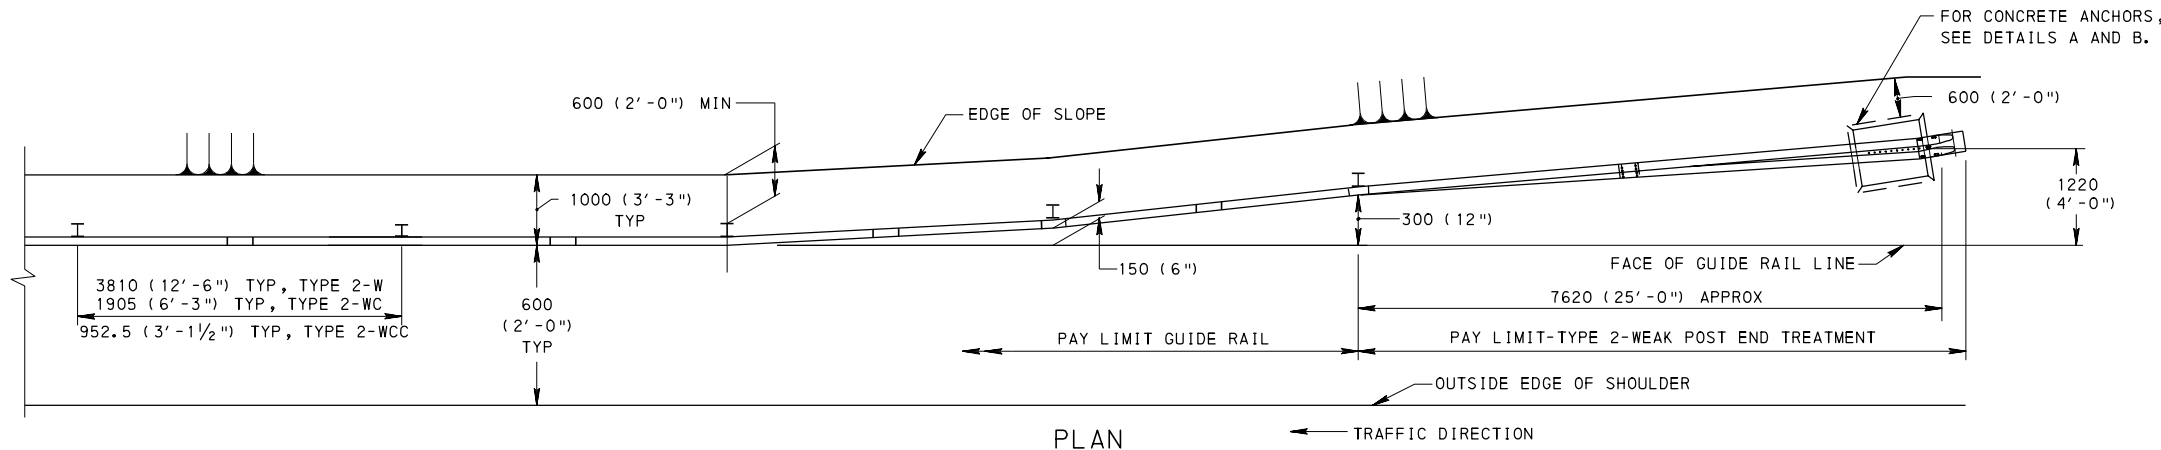 FOR CONCRETE ANCHORS,
SEE DETAILS A AND B.
600 (2'-0") MIN
EDGE OF SLOPE
600 (2'-0")
1000 (3'-3")
TYP
1220
(4'-0")
300 (12")
150 (6")
FACE OF GUIDE RAIL LINE
3810 (12'-6") TYP, TYPE 2-W
1905 (6'-3") TYP, TYPE 2-WC
952.5 (3'-1½") TYP, TYPE 2-WCC
600
(2'-0")
TYP
7620 (25'-0") APPROX
PAY LIMIT GUIDE RAIL
PAY LIMIT-TYPE 2-WEAK POST END TREATMENT
OUTSIDE EDGE OF SHOULDER
PLAN
TRAFFIC DIRECTION